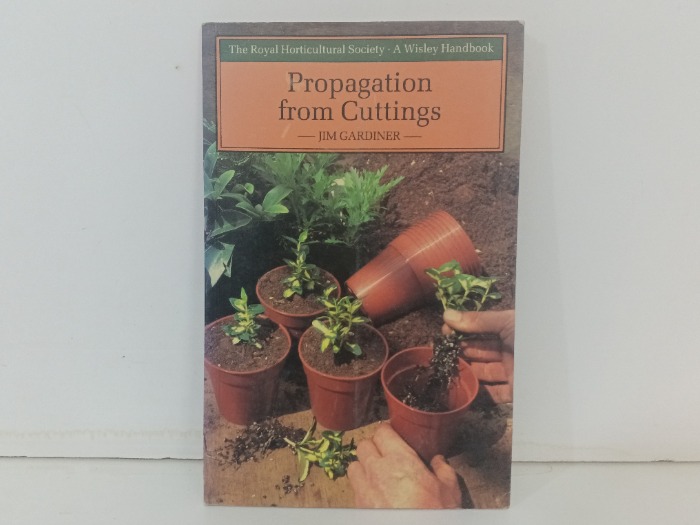 The Royal Horticultural Society · A Wisley Handbook
Propagation
from Cuttings
— JIM GARDINER —